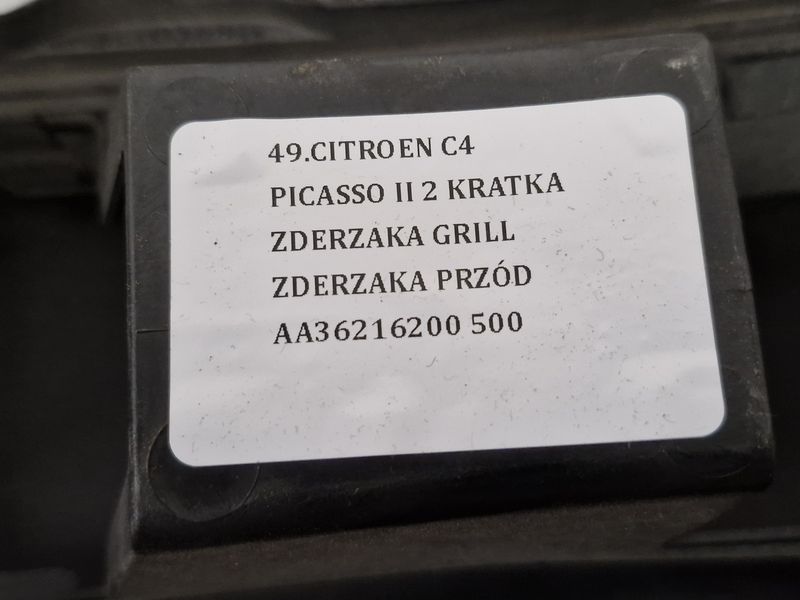 49.CITROEN C4
PICASSO II 2 KRATKA
ZDERZAKA GRILL
ZDERZAKA PRZÓD
AA36216200 500